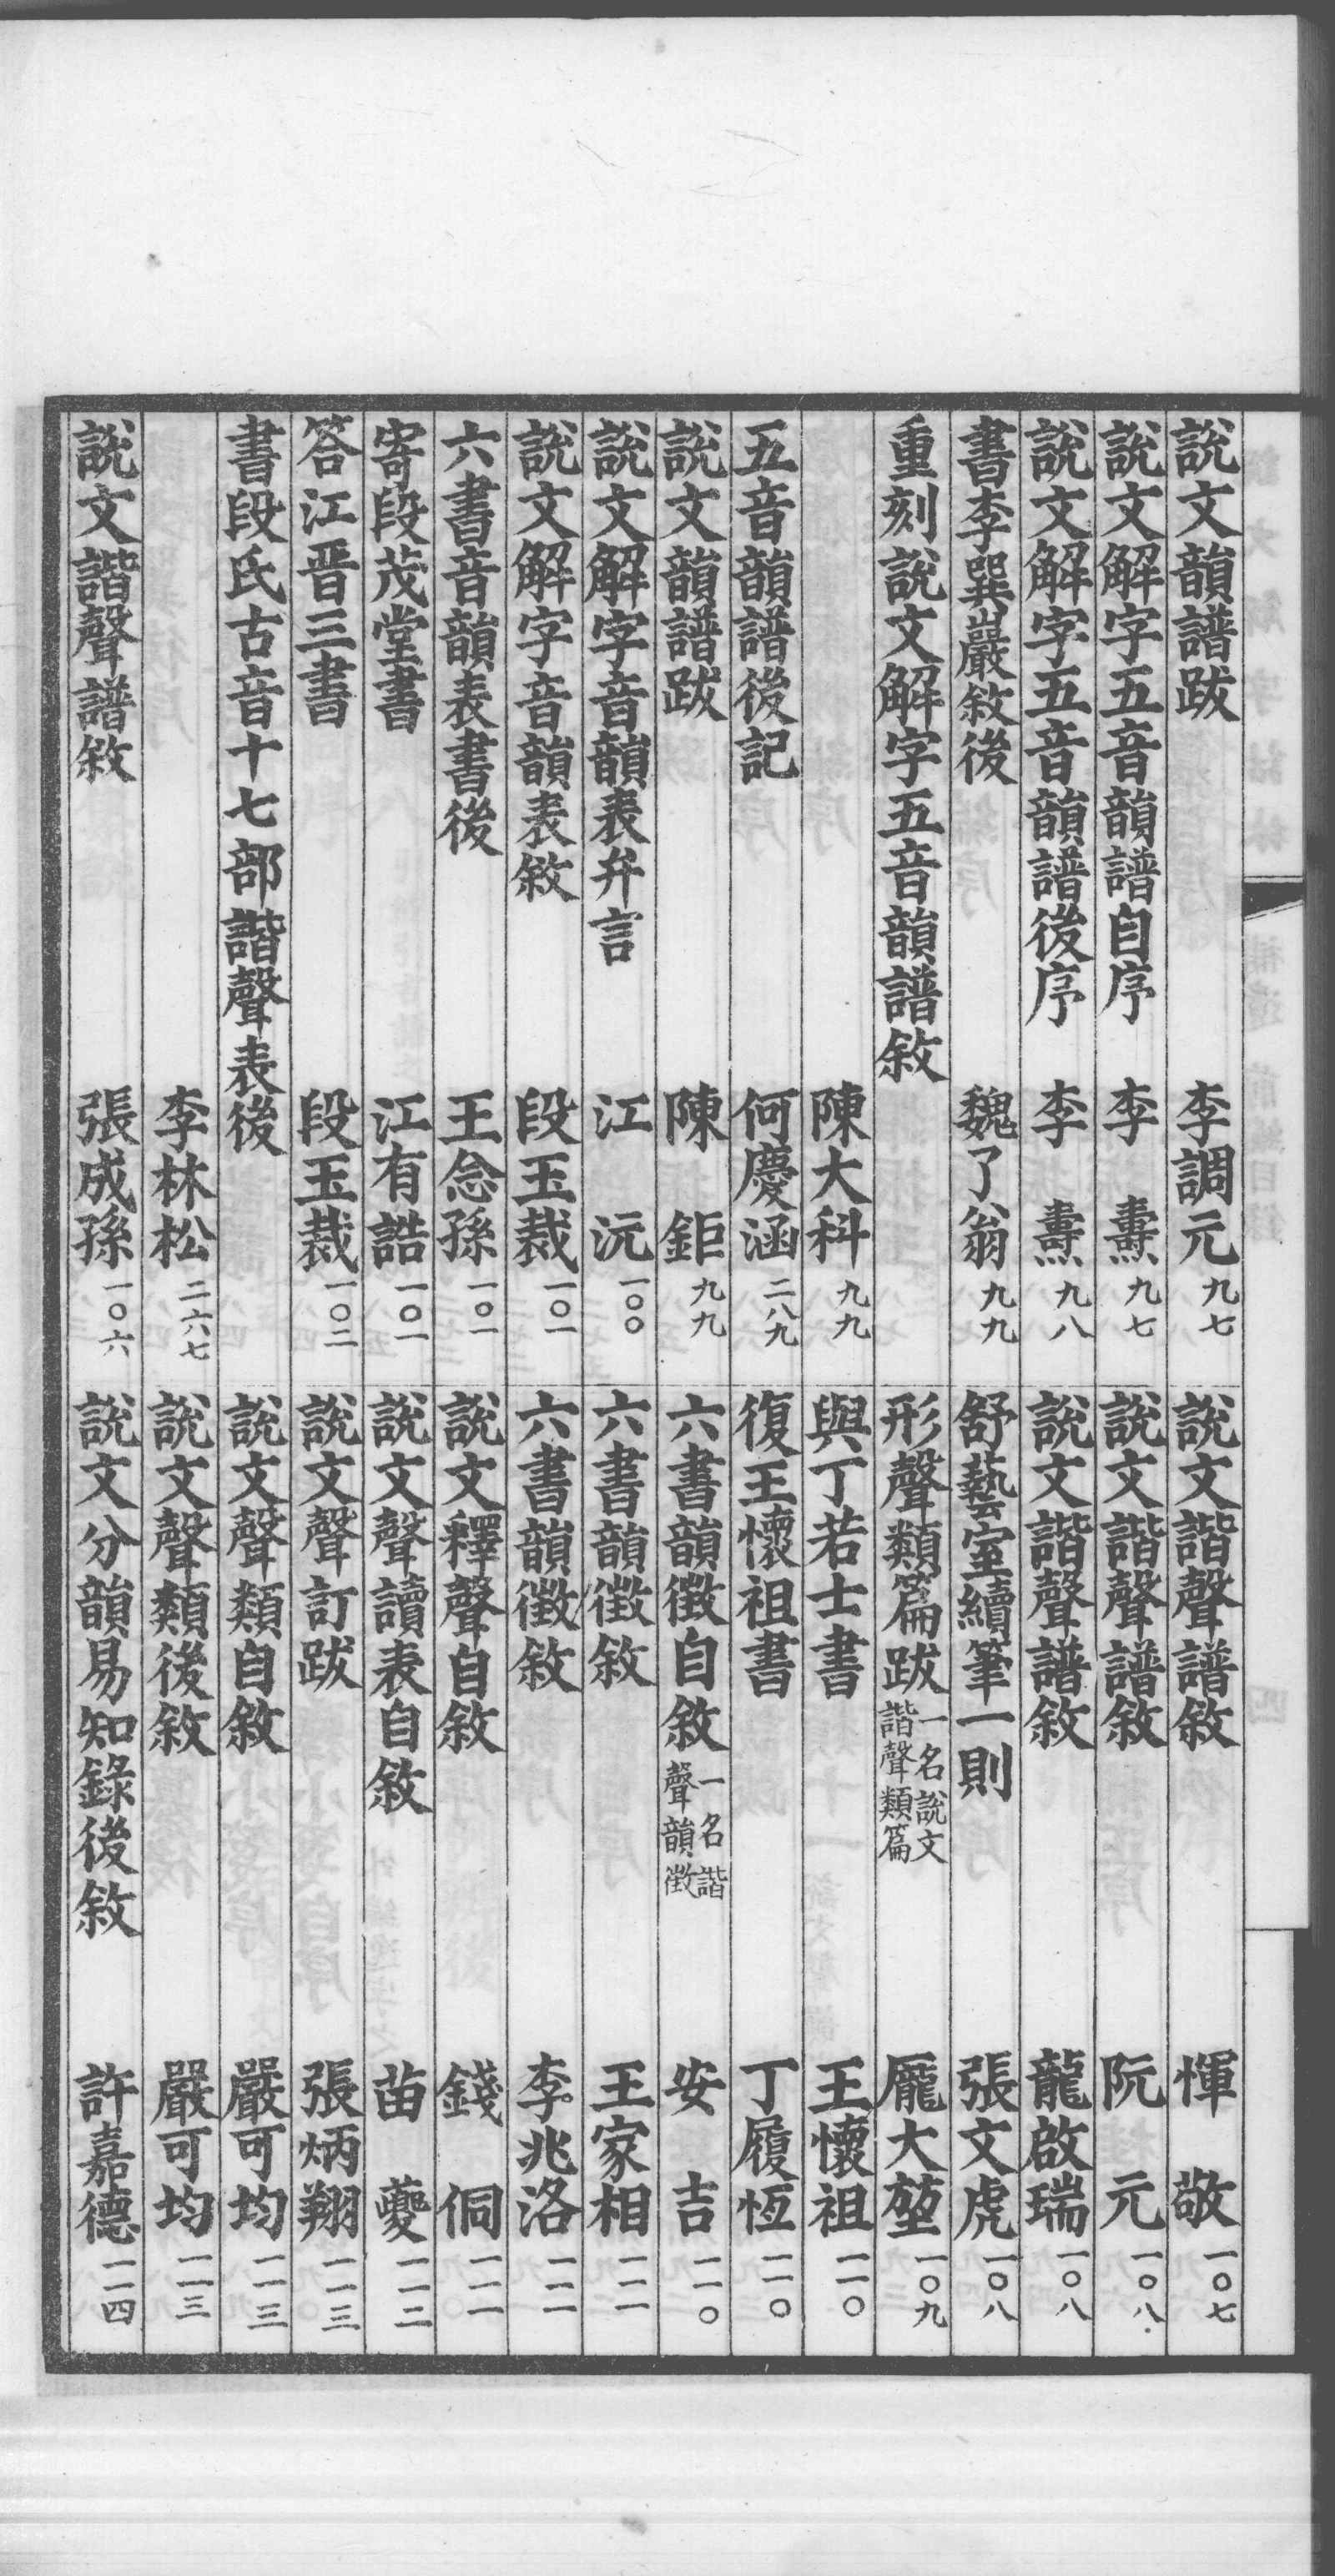 說文韻譜跋　李調元九七
說文解字五音韻譜自序　李　燾九七
說文解字五音韻譜後序　李　燾九八
書李巽巖敘後　魏了翁九九
重刻說文解字五音韻譜敘
陳大科九九
五音韻譜後記　何慶涵二八九
說文韻譜跋　陳　鉅九九
說文解字音韻表弁言　江　沅一〇〇
說文解字音韻表敘　段玉裁一〇一
六書音韻表書後　王念孫一〇一
寄段茂堂書　江有誥一〇一
答江晋三書　段玉裁一〇二
書段氏古音十七部諧聲表後
李林松二六七
說文諧聲譜敘　張成孫一〇六
說文諧聲譜敘　惲　敬一〇七
說文諧聲譜敘　阮　元一〇八
說文諧聲譜敘　龍啟瑞一〇八
舒藝室續筆一則　張文虎一〇八
形聲類篇跋一名說文諧聲類篇　龐大堃一〇九
與丁若士書　王懷祖一一〇
復王懷祖書　丁履恆一一〇
六書韻徵自敘一名諧聲韻徵　安　吉一一〇
六書韻徵敘　王家相一一一
六書韻徵敘　李兆洛一一一
說文釋聲自敘　錢　侗一一一
說文聲讀表自敘　苗　夔一一二
說文聲訂跋　張炳翔一一三
說文聲類自敘　嚴可均一一三
說文聲類後敘　嚴可均一一三
說文分韻易知錄後敘　許嘉德一一四